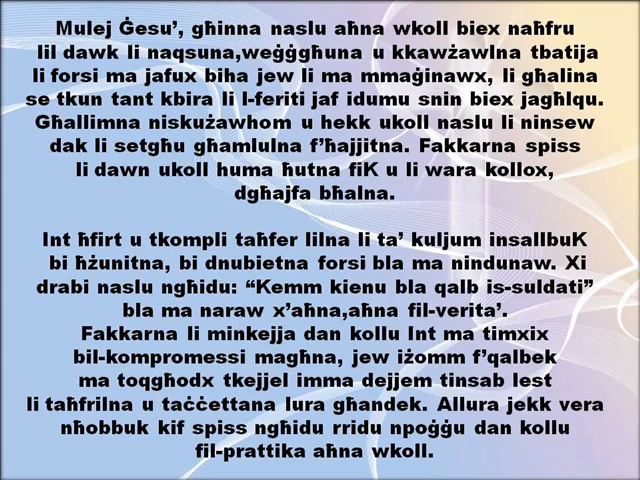 Mulej Ġesu’, għinna naslu aħna wkoll biex naħfru
lil dawk li naqsuna,weġġgħuna u kkawżawlna tbatija
li forsi ma jafux biha jew li ma mmaġinawx, li għalina
se tkun tant kbira li l-feriti jaf idumu snin biex jagħlqu.
Għallimna niskużawhom u hekk ukoll naslu li ninsew
dak li setgħu għamlulna f’ħajjitna. Fakkarna spiss
li dawn ukoll huma ħutna fiK u li wara kollox,
dgħajfa bħalna.
Int ħfirt u tkompli taħfer lilna li ta’ kuljum insallbuK
bi ħżunitna, bi dnubietna forsi bla ma nindunaw. Xi
drabi naslu ngħidu: “Kemm kienu bla qalb is-suldati”
bla ma naraw x’aħna,aħna fil-verita’.
Fakkarna li minkejja dan kollu Int ma timxix
bil-kompromessi magħna, jew iżomm f’qalbek
ma toqgħodx tkejjel imma dejjem tinsab lest
li taħfrilna u taċċettana lura għandek. Allura jekk vera
nħobbuk kif spiss ngħidu rridu npoġġu dan kollu
fil-prattika aħna wkoll.